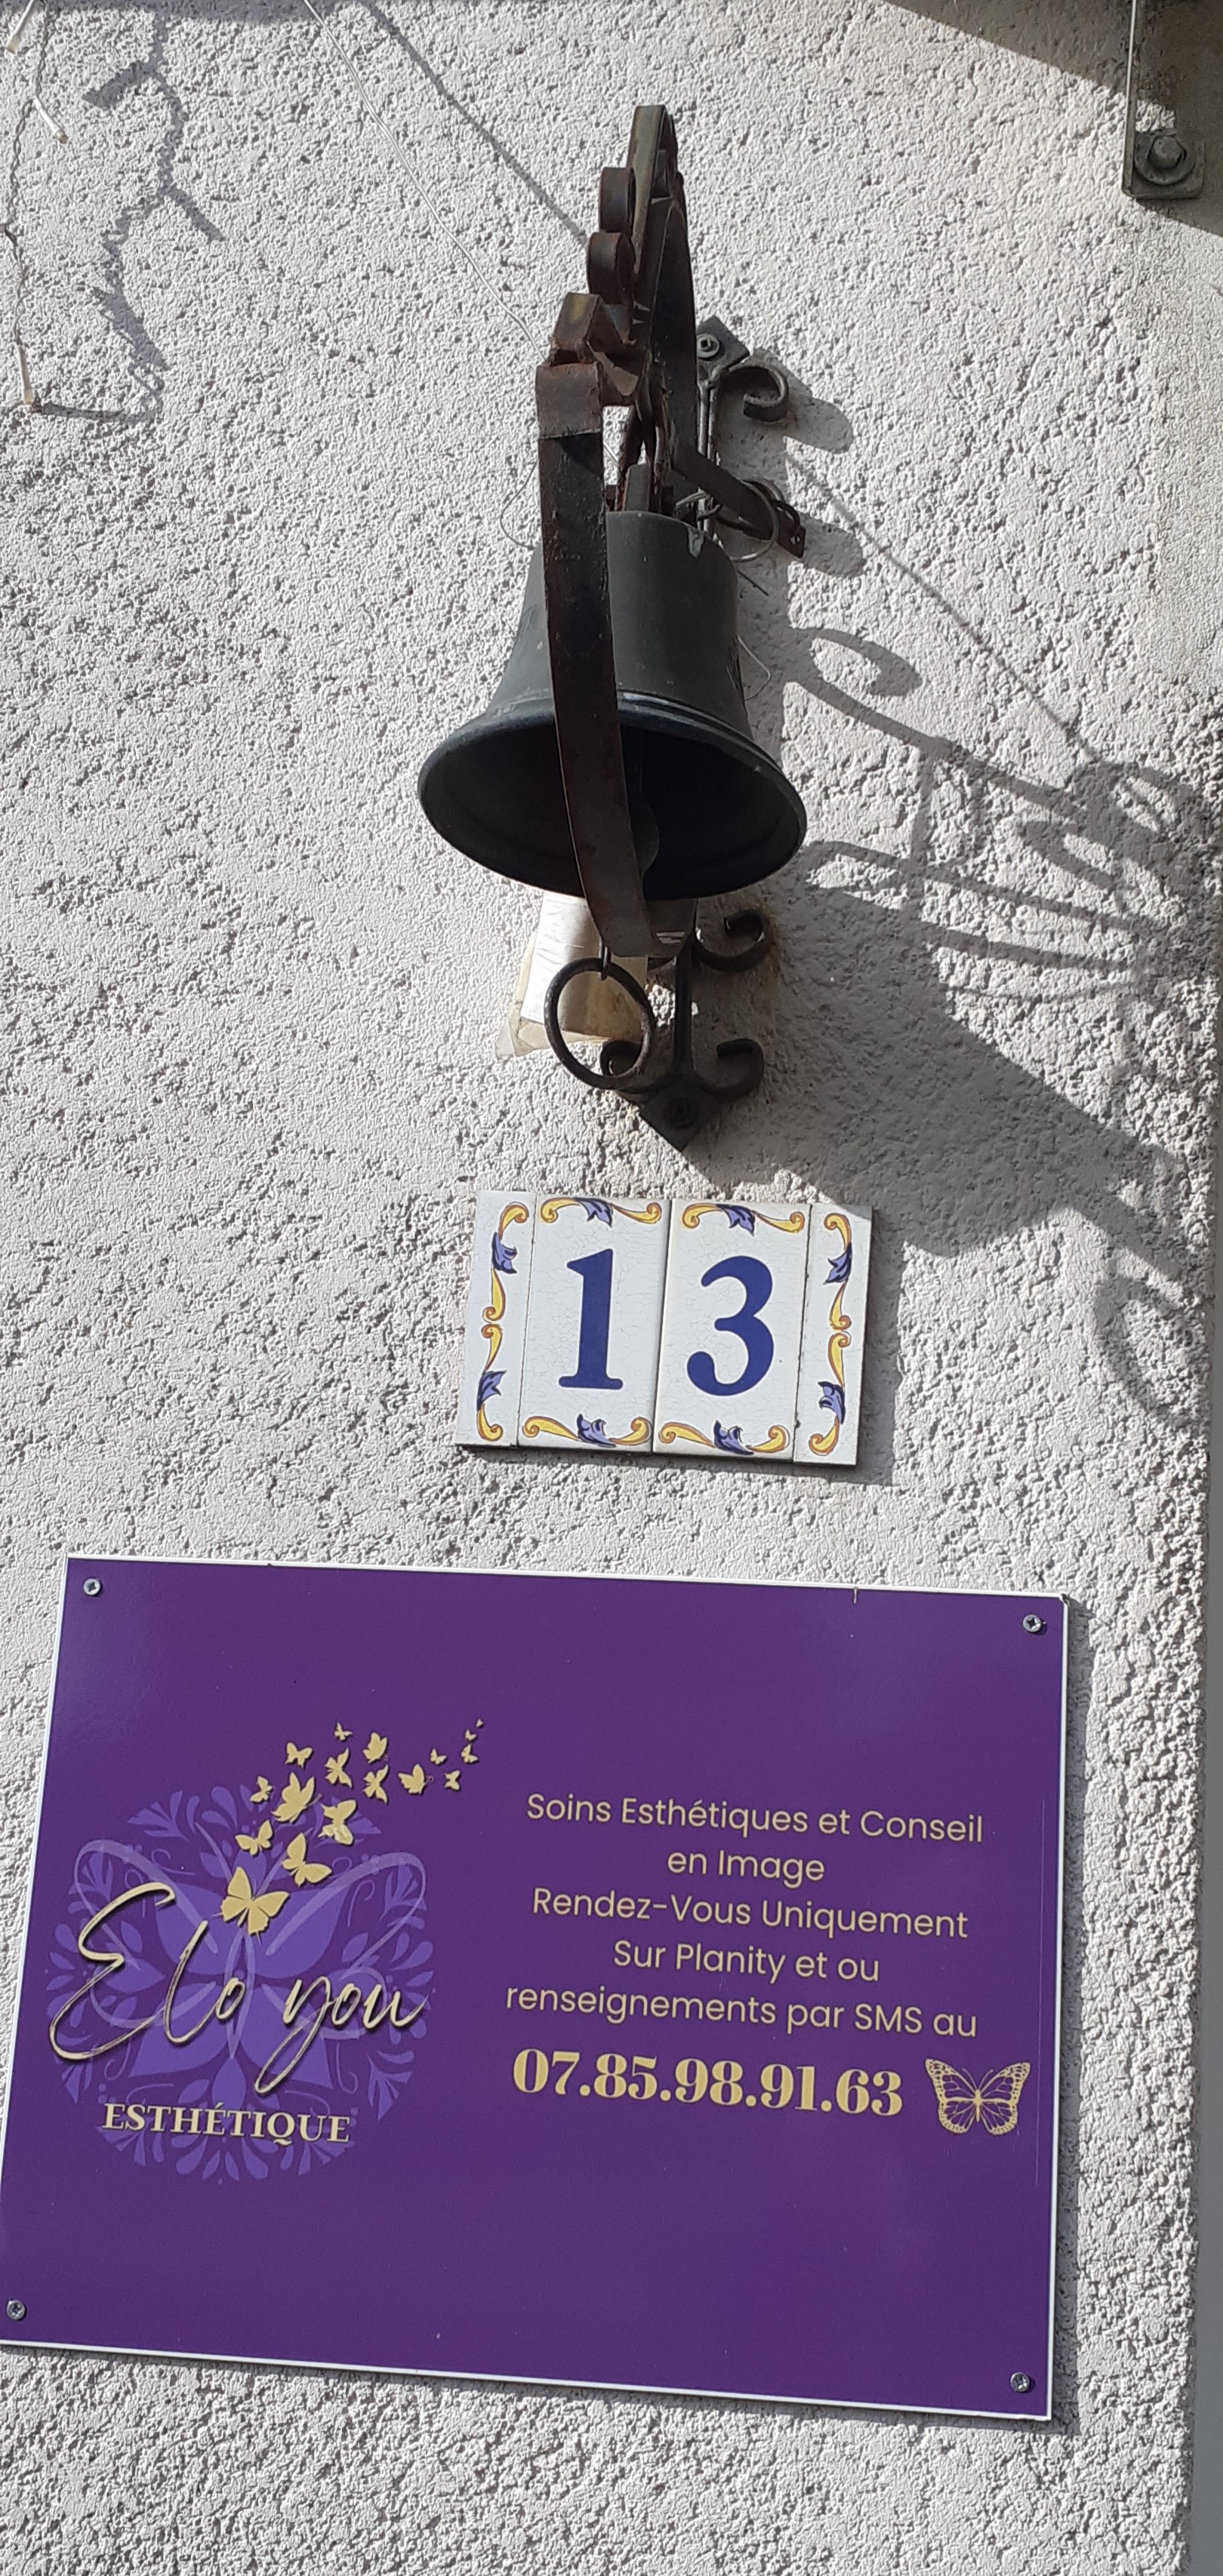 13
Elo you
ESTHÉTIQUE
Soins Esthétiques et Conseil
en Image
Rendez-Vous Uniquement
Sur Planity et ou
renseignements par SMS au
07.85.98.91.63